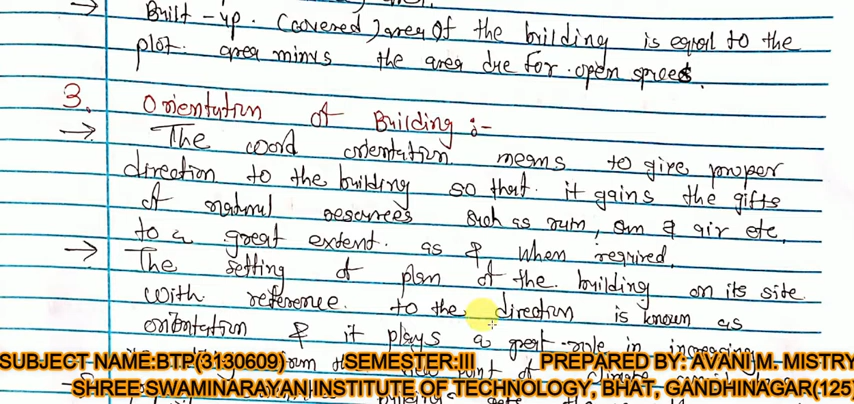 → Built-up (covered) area of the building is equal to the
plot area minus the area due for open spaces.
3. Orientation of Building :-
→ The word orientation means to give proper
direction to the building so that it gains the gifts
of natural resources such as rain, sun & air etc.
to a great extent as & when required.
→ The setting of plan of the building on its site
with reference to the direction is known as
orientation & it plays a great role in increasing
point of
SUBJECT NAME:BTP(3130609) SEMESTER:III PREPARED BY: AVANI M. MISTRY
SHREE SWAMINARAYAN INSTITUTE OF TECHNOLOGY, BHAT, GANDHINAGAR(125)